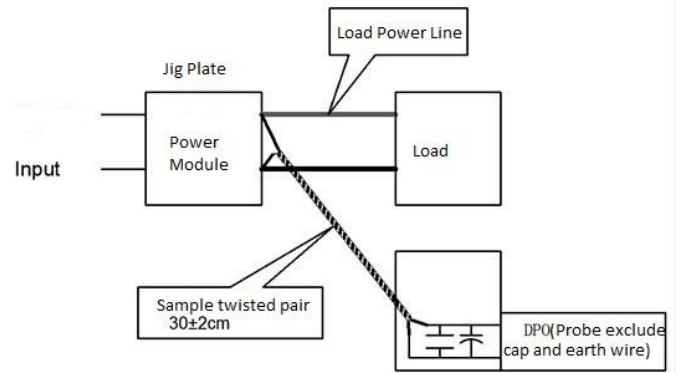 Load Power Line
Jig Plate
Power
Module
Load
Input
Sample twisted pair
30±2cm
DPO(Probe exclude
cap and earth wire)